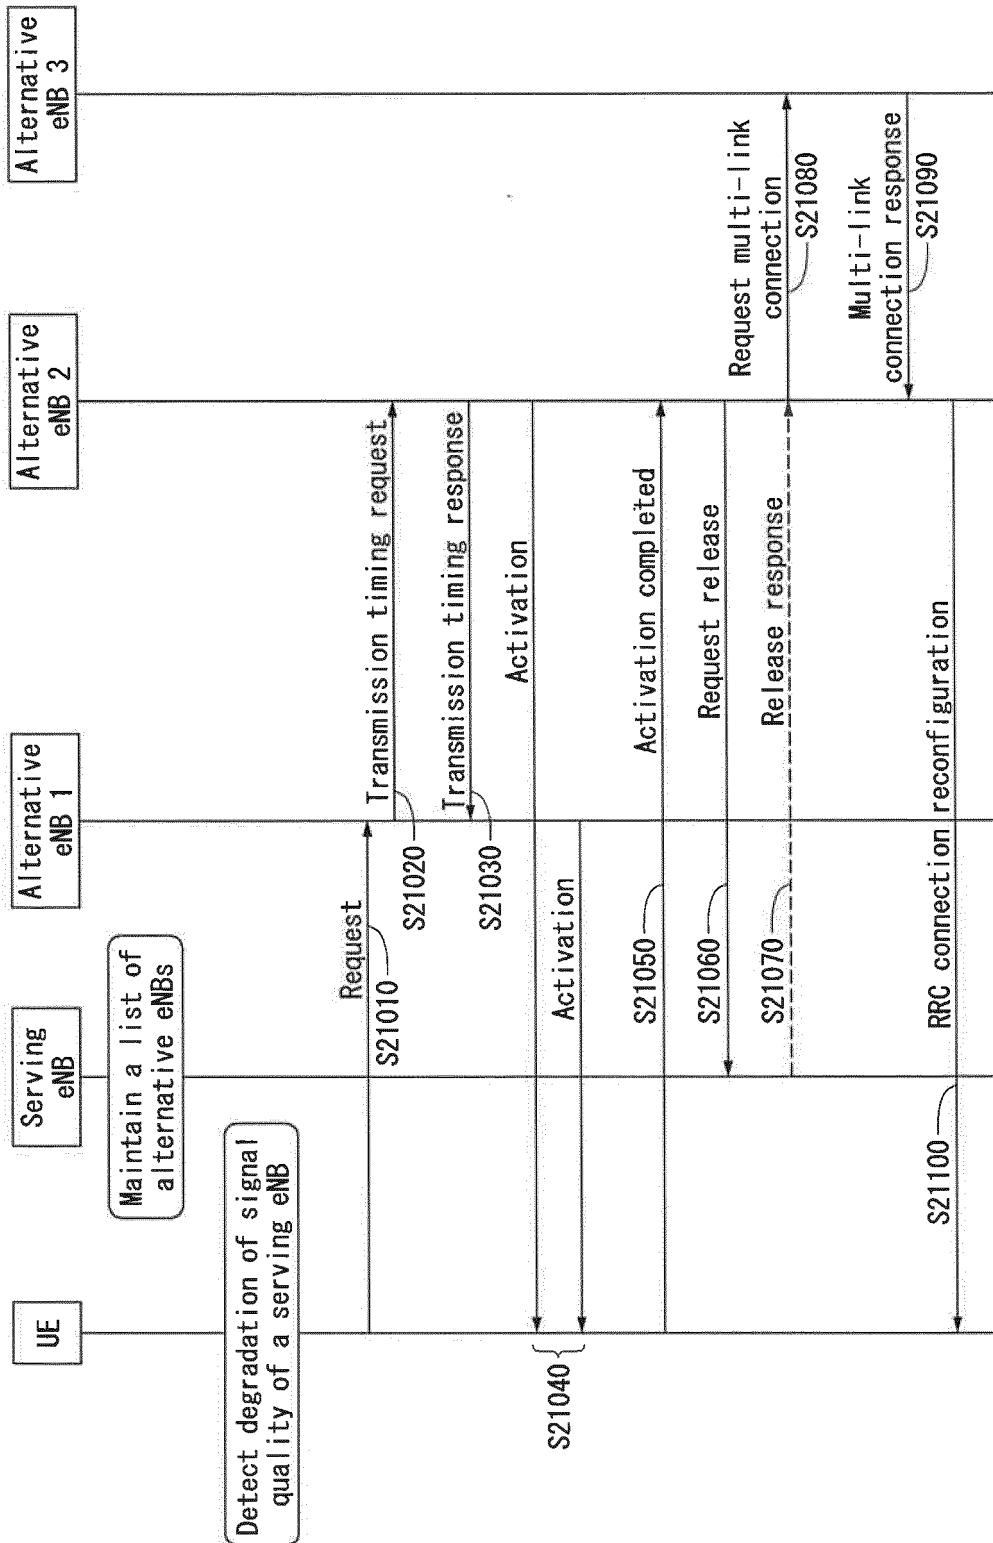 UE
Serving
eNB
Alternative
eNB 1
Alternative
eNB 2
Alternative
eNB 3
Maintain a list of
alternative eNBs
Detect degradation of signal
quality of a serving eNB
Request
S21010
Transmission timing request
S21020
Transmission timing response
S21030
Activation
Activation
S21040
Activation completed
S21050
Request release
S21060
Release response
S21070
Request multi-link
connection
S21080
Multi-link
connection response
S21090
RRC connection reconfiguration
S21100